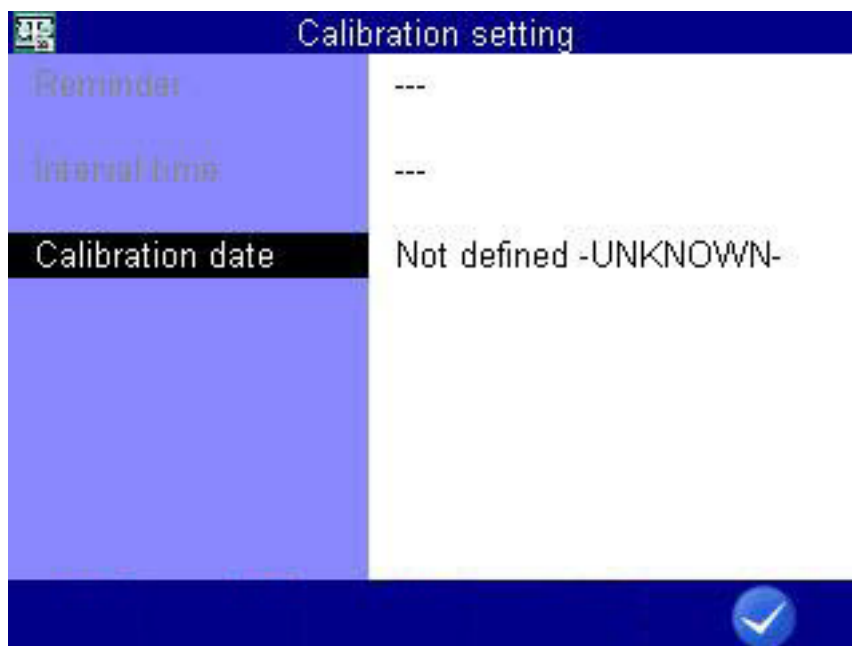 Calibration setting
Reminder ---
Interval time ---
Calibration date Not defined -UNKNOWN-